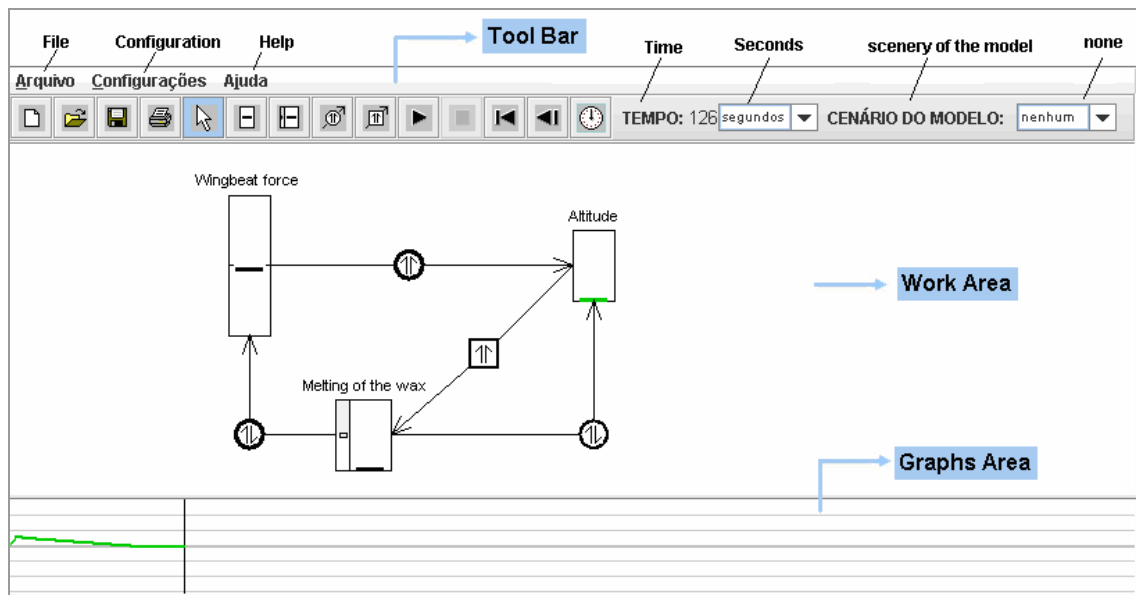 File Configuration Help Tool Bar Time Seconds scenery of the model none
Arquivo Configurações Ajuda
TEMPO: 126 segundos CENÁRIO DO MODELO: nenhum
Wingbeat force
Altitude
Work Area
Melting of the wax
Graphs Area